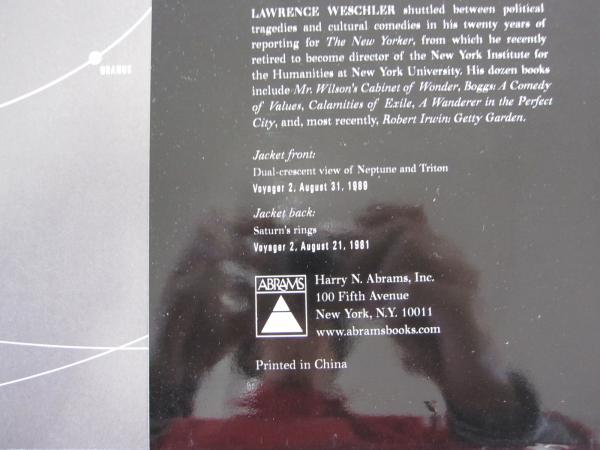 LAWRENCE WESCHLER shuttled between political
tragedies and cultural comedies in his twenty years of
reporting for The New Yorker, from which he recently
retired to become director of the New York Institute for
the Humanities at New York University. His dozen books
include Mr. Wilson's Cabinet of Wonder, Boggs: A Comedy
of Values, Calamities of Exile, A Wanderer in the Perfect
City, and, most recently, Robert Irwin: Getty Garden.
URANUS
Jacket front:
Dual-crescent view of Neptune and Triton
Voyager 2, August 31, 1989
Jacket back:
Saturn's rings
Voyager 2, August 21, 1981
ABRAMS
Harry N. Abrams, Inc.
100 Fifth Avenue
New York, N.Y. 10011
www.abramsbooks.com
Printed in China